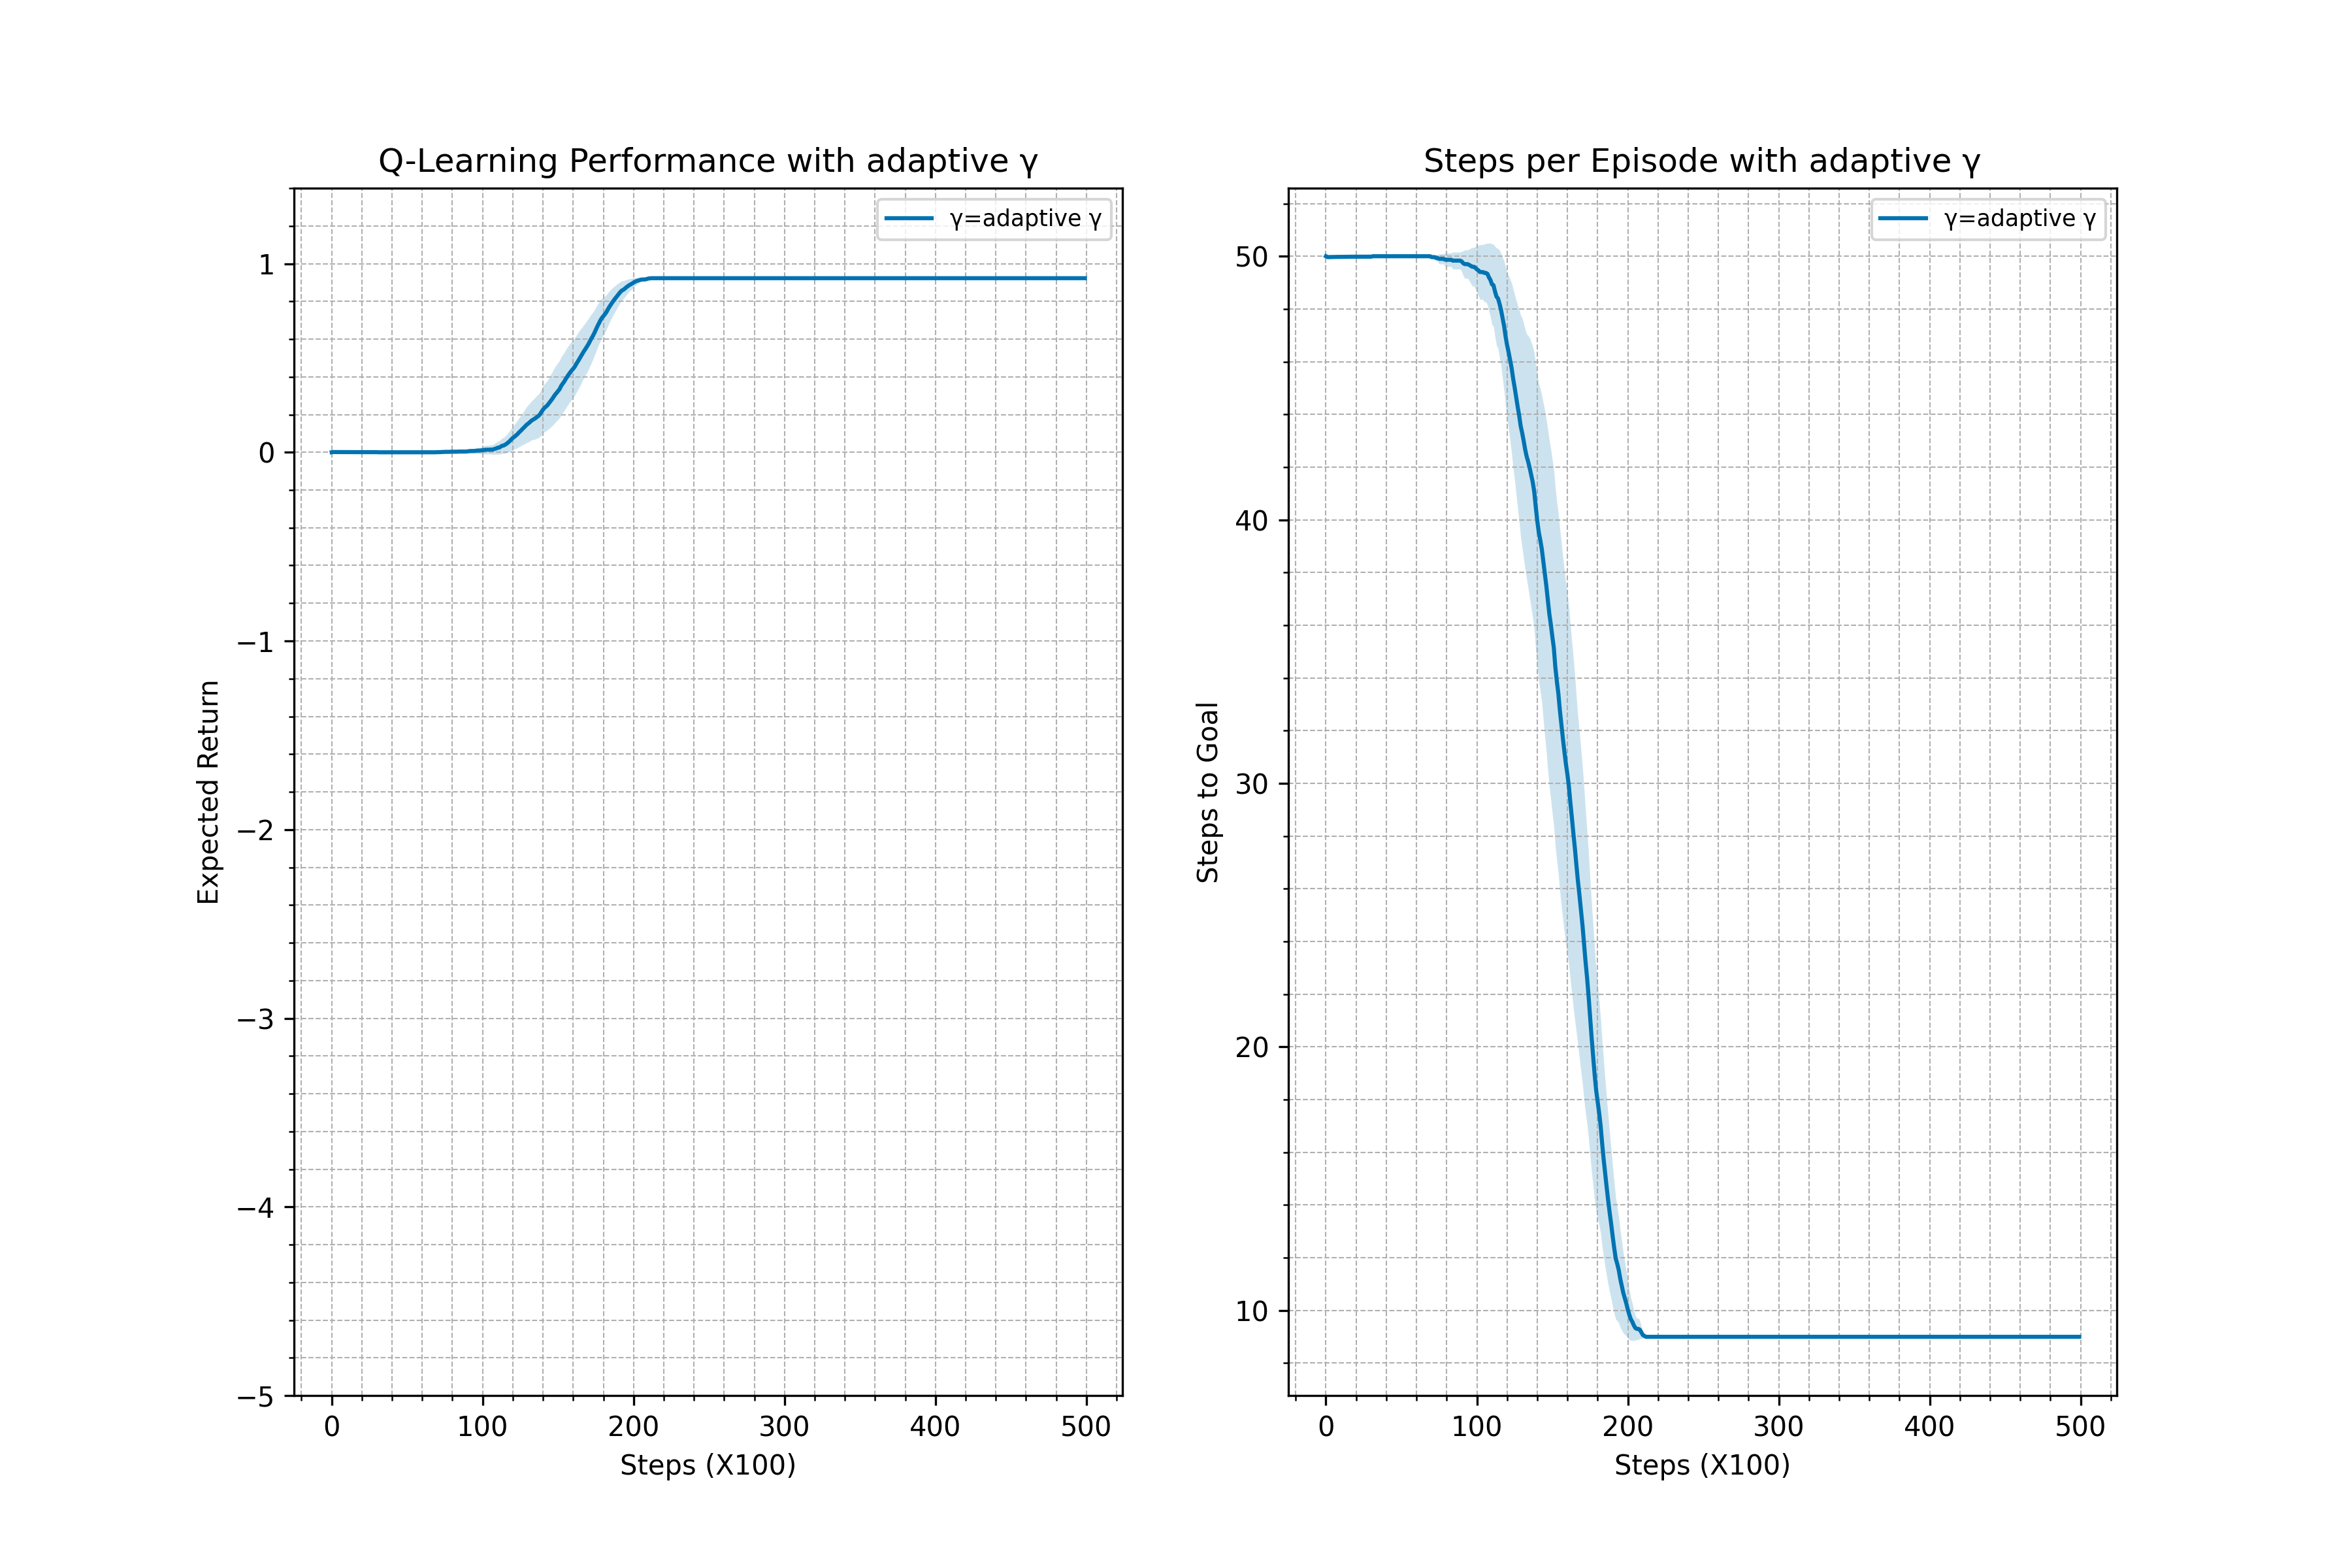 Q-Learning Performance with adaptive γ
γ=adaptive γ
1
0
−1
−2
−3
−4
−5
Expected Return
0 100 200 300 400 500
Steps (X100)
Steps per Episode with adaptive γ
γ=adaptive γ
50
40
30
20
10
Steps to Goal
0 100 200 300 400 500
Steps (X100)